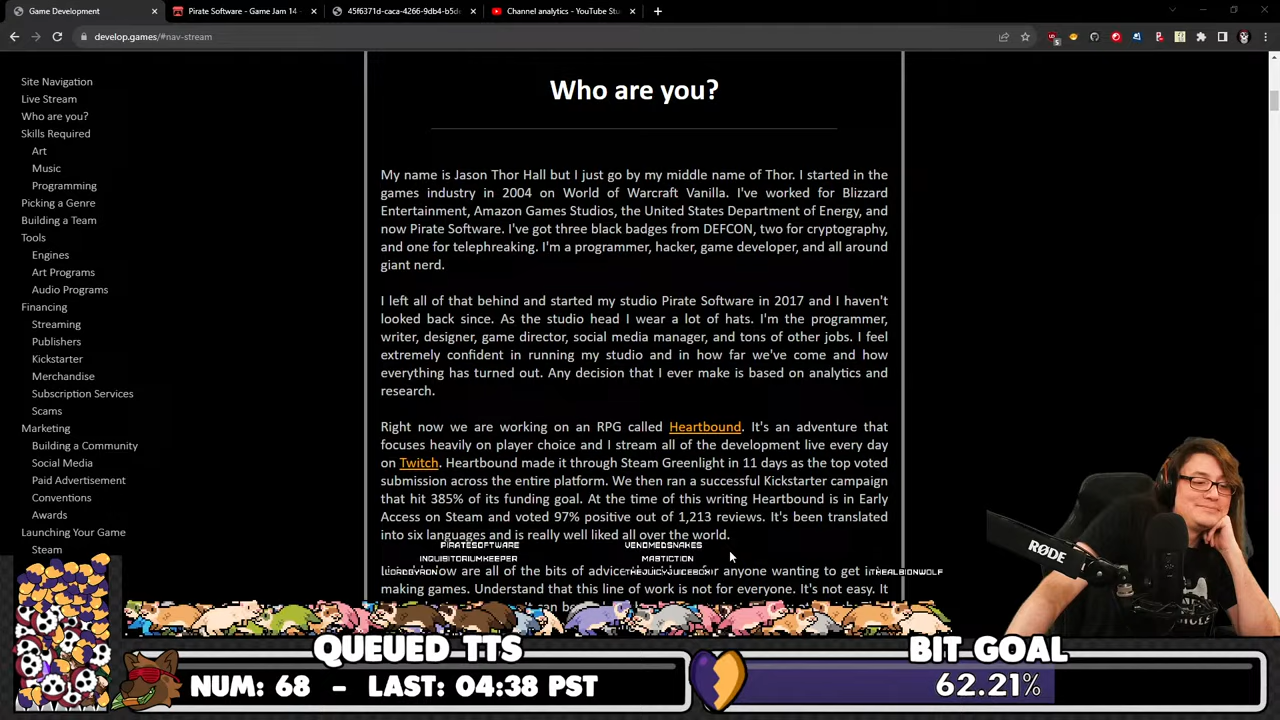 Game Development
Pirate Software - Game Jam 14 -
45f6371d-caca-4266-9db4-b5d
Channel analytics - YouTube Stu
develop.games/#nav-stream
Site Navigation
Live Stream
Who are you?
Skills Required
Art
Music
Programming
Picking a Genre
Building a Team
Tools
Engines
Art Programs
Audio Programs
Financing
Streaming
Publishers
Kickstarter
Merchandise
Subscription Services
Scams
Marketing
Building a Community
Social Media
Paid Advertisement
Conventions
Awards
Launching Your Game
Steam
Who are you?
My name is Jason Thor Hall but I just go by my middle name of Thor. I started in the
games industry in 2004 on World of Warcraft Vanilla. I've worked for Blizzard
Entertainment, Amazon Games Studios, the United States Department of Energy, and
now Pirate Software. I've got three black badges from DEFCON, two for cryptography,
and one for telephreaking. I'm a programmer, hacker, game developer, and all around
giant nerd.
I left all of that behind and started my studio Pirate Software in 2017 and I haven't
looked back since. As the studio head I wear a lot of hats. I'm the programmer,
writer, designer, game director, social media manager, and tons of other jobs. I feel
extremely confident in running my studio and in how far we've come and how
everything has turned out. Any decision that I ever make is based on analytics and
research.
Right now we are working on an RPG called Heartbound. It's an adventure that
focuses heavily on player choice and I stream all of the development live every day
on Twitch. Heartbound made it through Steam Greenlight in 11 days as the top voted
submission across the entire platform. We then ran a successful Kickstarter campaign
that hit 385% of its funding goal. At the time of this writing Heartbound is in Early
Access on Steam and voted 97% positive out of 1,213 reviews. It's been translated
into six languages and is really well liked all over the world.
PIRATESOFTWARE VENOMEDSNAKES
INQUISITORIUMKEEPER MASTICTION
THEJUICYJUICEBOX THEALBIONWOLF
are all of the bits of advice anyone wanting to get
making games. Understand that this line of work is not for everyone. It's not easy. It
RØDE
QUEUED TTS
NUM: 68 - LAST: 04:38 PST
BIT GOAL
62.21%